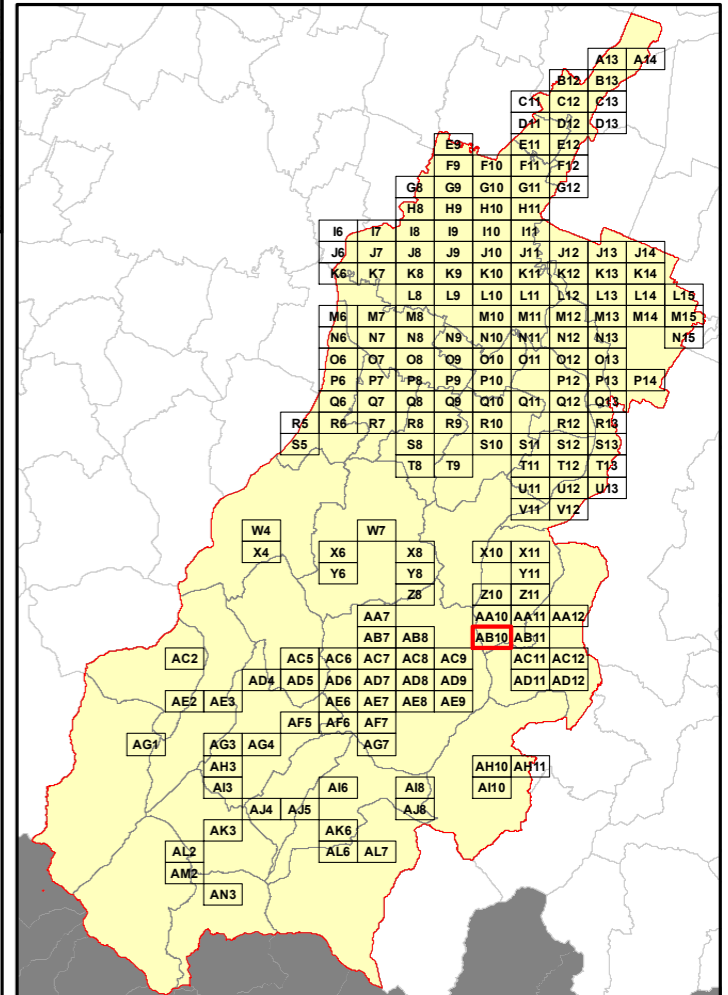 A13 A14
B12 B13
C11 C12 C13
D11 D12 D13
E9 E11 E12
F9 F10 F11 F12
G8 G9 G10 G11 G12
H8 H9 H10 H11
I6 I7 I8 I9 I10 I11
J6 J7 J8 J9 J10 J11 J12 J13 J14
K6 K7 K8 K9 K10 K11 K12 K13 K14
L8 L9 L10 L11 L12 L13 L14 L15
M6 M7 M8 M10 M11 M12 M13 M14 M15
N6 N7 N8 N9 N10 N11 N12 N13 N15
O6 O7 O8 O9 O10 O11 O12 O13
P6 P7 P8 P9 P10 P12 P13 P14
Q6 Q7 Q8 Q9 Q10 Q11 Q12 Q13
R5 R6 R7 R8 R9 R10 R12 R13
S5 S8 S10 S11 S12 S13
T8 T9 T11 T12 T13
U11 U12 U13
V11 V12
W4 W7
X4 X6 X8 X10 X11
Y6 Y8 Y11
Z8 Z10 Z11
AA7 AA10 AA11 AA12
AB7 AB8 AB10 AB11
AC2 AC5 AC6 AC7 AC8 AC9 AC11 AC12
AD4 AD5 AD6 AD7 AD8 AD9 AD11 AD12
AE2 AE3 AE6 AE7 AE8 AE9
AF5 AF6 AF7
AG1 AG3 AG4 AG7
AH3 AH10 AH11
AI3 AI6 AI8 AI10
AJ4 AJ5 AJ8
AK3 AK6
AL2 AL6 AL7
AM2
AN3